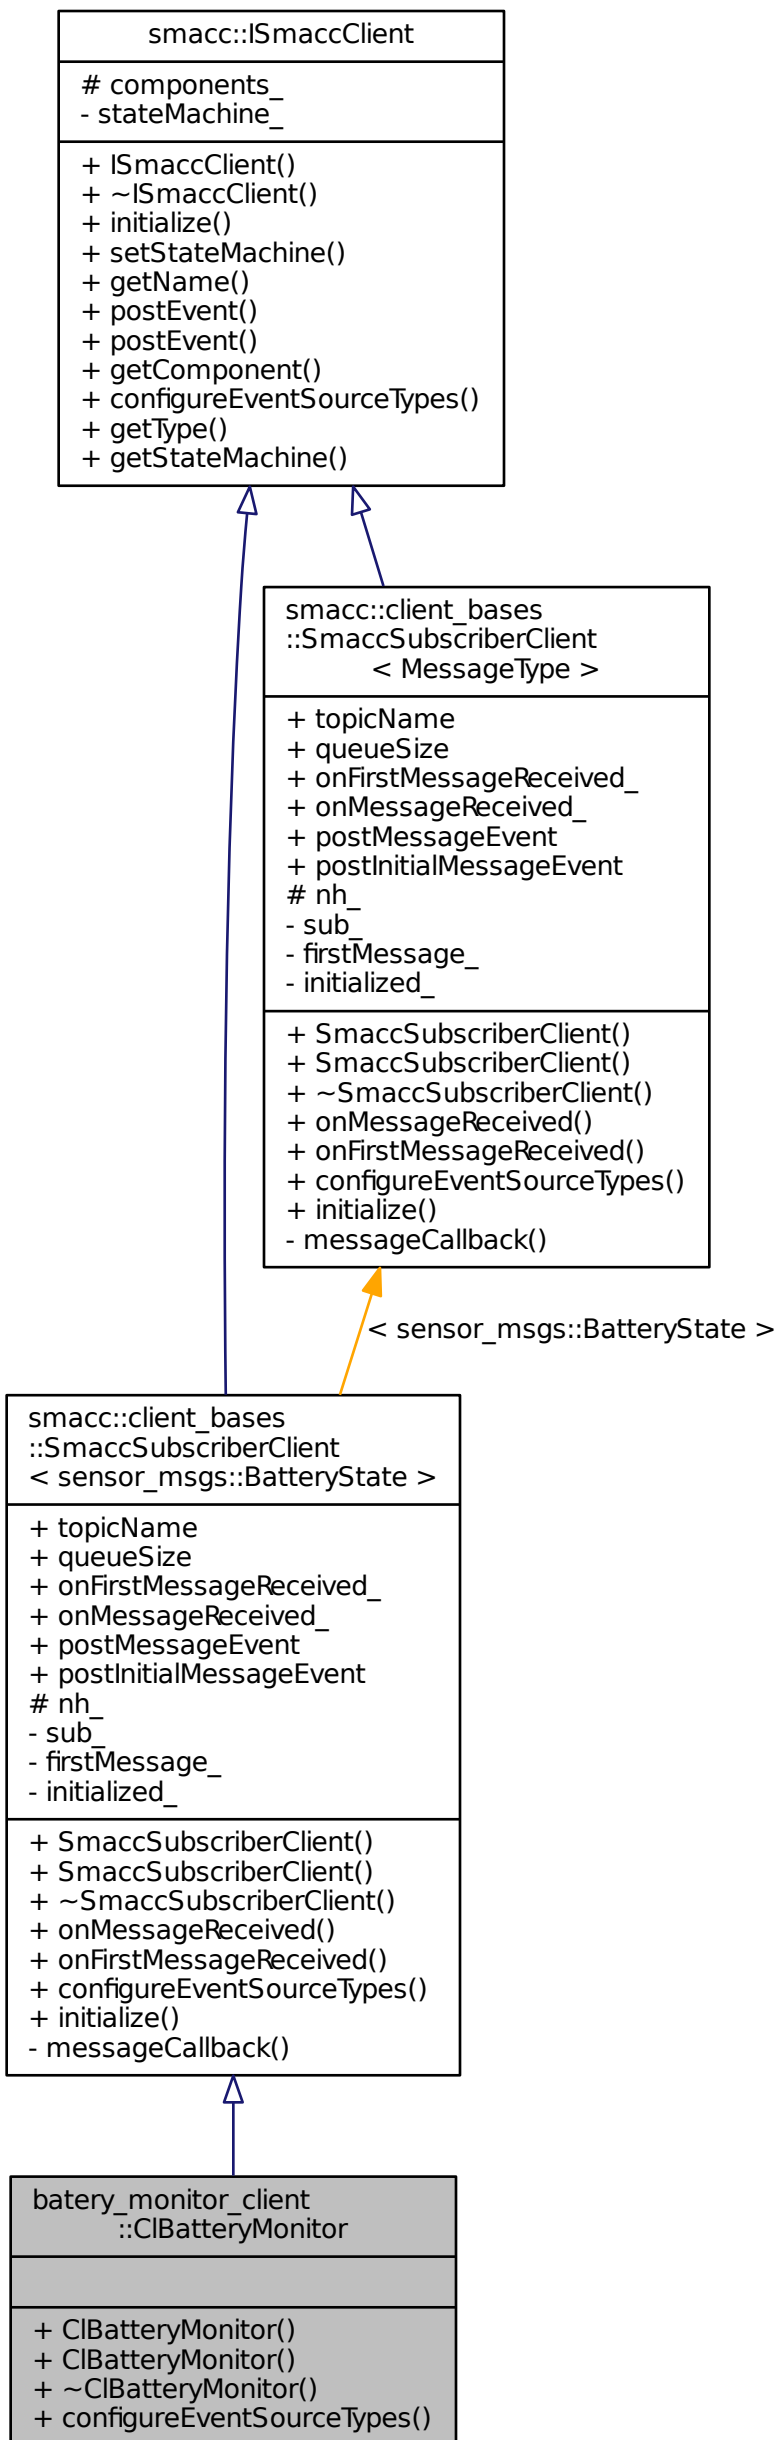 smacc::ISmaccClient
# components_
- stateMachine_
+ ISmaccClient()
+ ~ISmaccClient()
+ initialize()
+ setStateMachine()
+ getName()
+ postEvent()
+ postEvent()
+ getComponent()
+ configureEventSourceTypes()
+ getType()
+ getStateMachine()
smacc::client_bases
::SmaccSubscriberClient
< MessageType >
+ topicName
+ queueSize
+ onFirstMessageReceived_
+ onMessageReceived_
+ postMessageEvent
+ postInitialMessageEvent
# nh_
- sub_
- firstMessage_
- initialized_
+ SmaccSubscriberClient()
+ SmaccSubscriberClient()
+ ~SmaccSubscriberClient()
+ onMessageReceived()
+ onFirstMessageReceived()
+ configureEventSourceTypes()
+ initialize()
- messageCallback()
< sensor_msgs::BatteryState >
smacc::client_bases
::SmaccSubscriberClient
< sensor_msgs::BatteryState >
+ topicName
+ queueSize
+ onFirstMessageReceived_
+ onMessageReceived_
+ postMessageEvent
+ postInitialMessageEvent
# nh_
- sub_
- firstMessage_
- initialized_
+ SmaccSubscriberClient()
+ SmaccSubscriberClient()
+ ~SmaccSubscriberClient()
+ onMessageReceived()
+ onFirstMessageReceived()
+ configureEventSourceTypes()
+ initialize()
- messageCallback()
batery_monitor_client
::ClBatteryMonitor
+ ClBatteryMonitor()
+ ClBatteryMonitor()
+ ~ClBatteryMonitor()
+ configureEventSourceTypes()